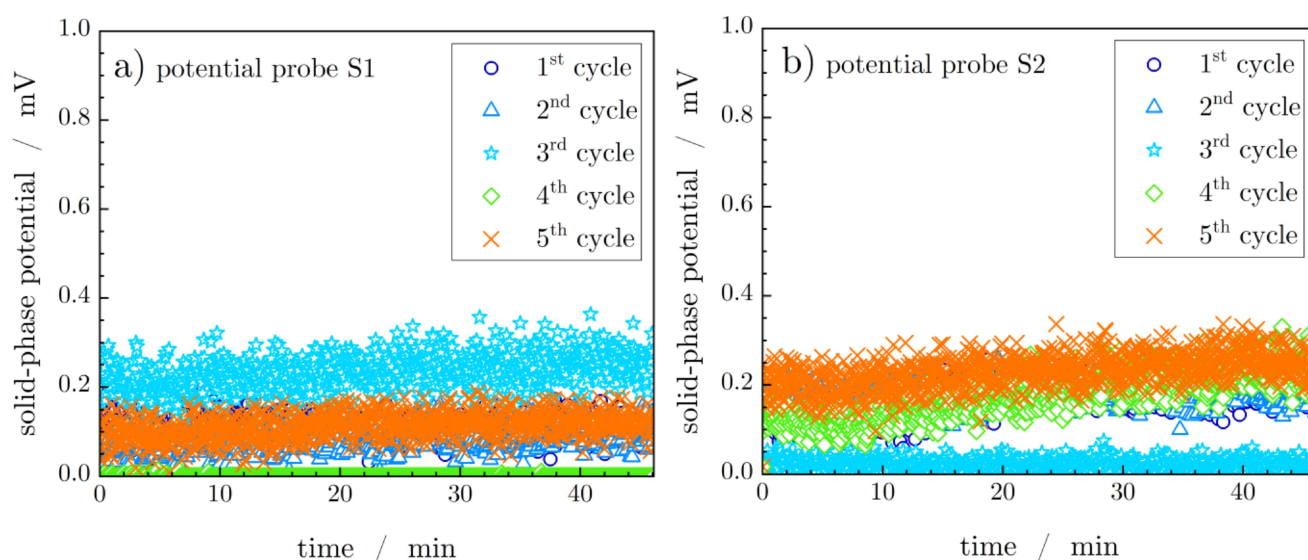 a) potential probe S1
1st cycle
2nd cycle
3rd cycle
4th cycle
5th cycle
solid-phase potential / mV
1.0
0.8
0.6
0.4
0.2
0.0
0 10 20 30 40
time / min
b) potential probe S2
1st cycle
2nd cycle
3rd cycle
4th cycle
5th cycle
solid-phase potential / mV
1.0
0.8
0.6
0.4
0.2
0.0
0 10 20 30 40
time / min